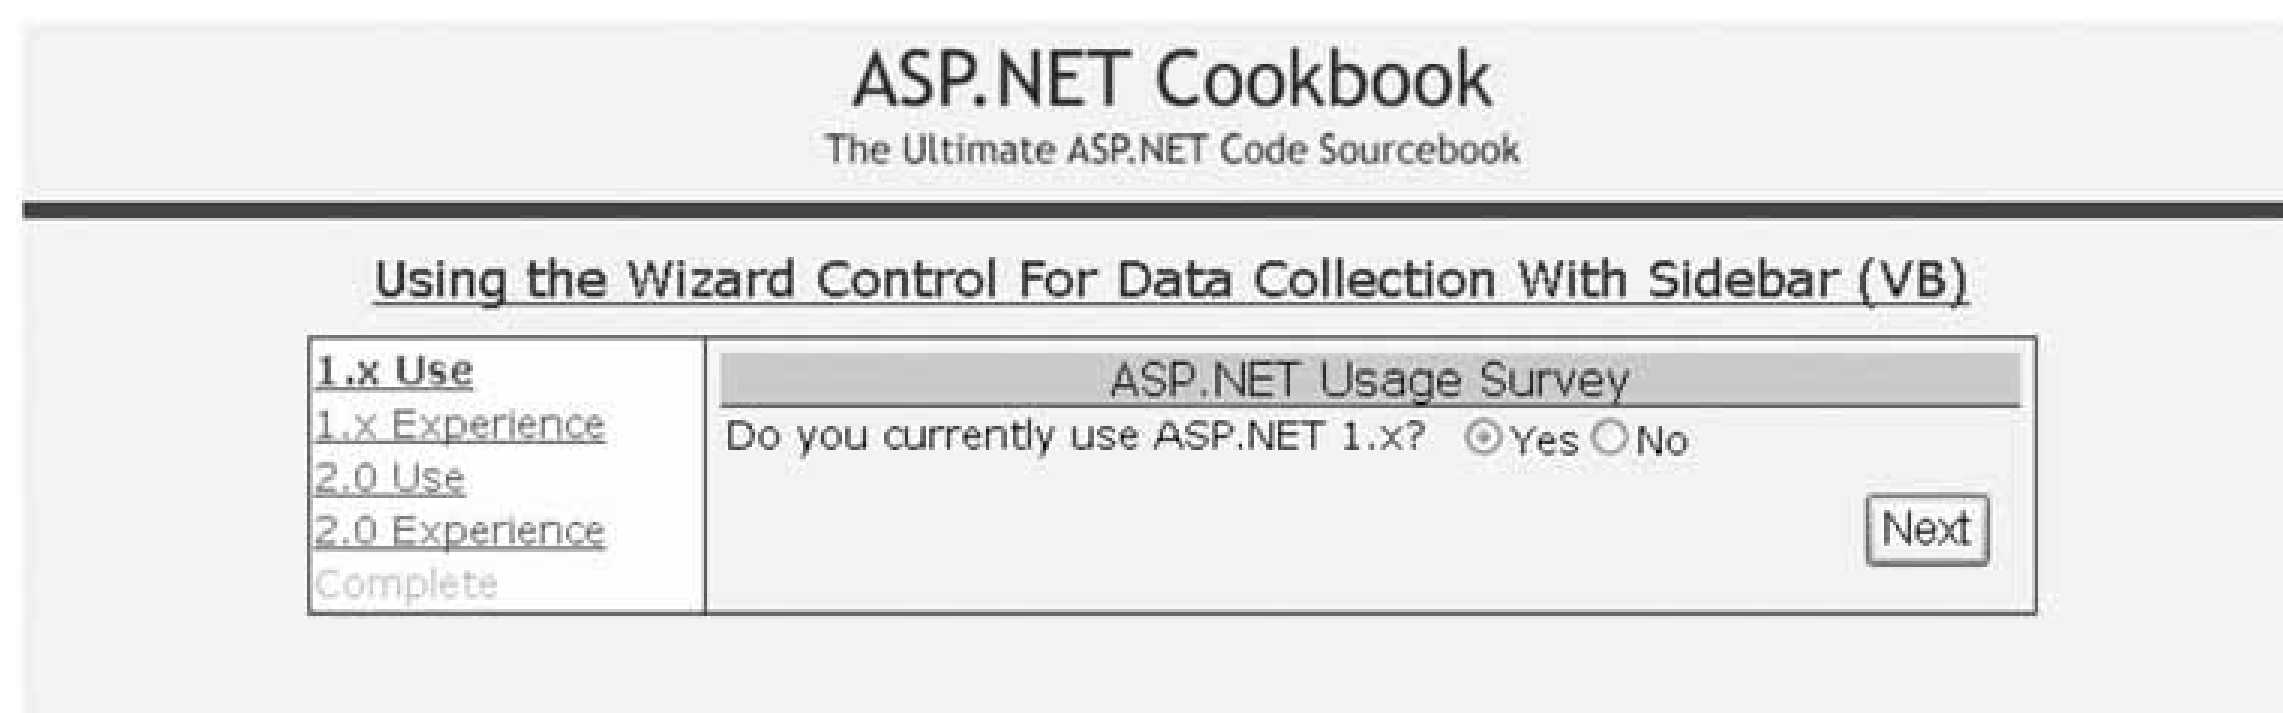 ASP.NET Cookbook
The Ultimate ASP.NET Code Sourcebook
Using the Wizard Control For Data Collection With Sidebar (VB)
1.x Use
1.x Experience
2.0 Use
2.0 Experience
Complete
ASP.NET Usage Survey
Do you currently use ASP.NET 1.x? Yes No
Next